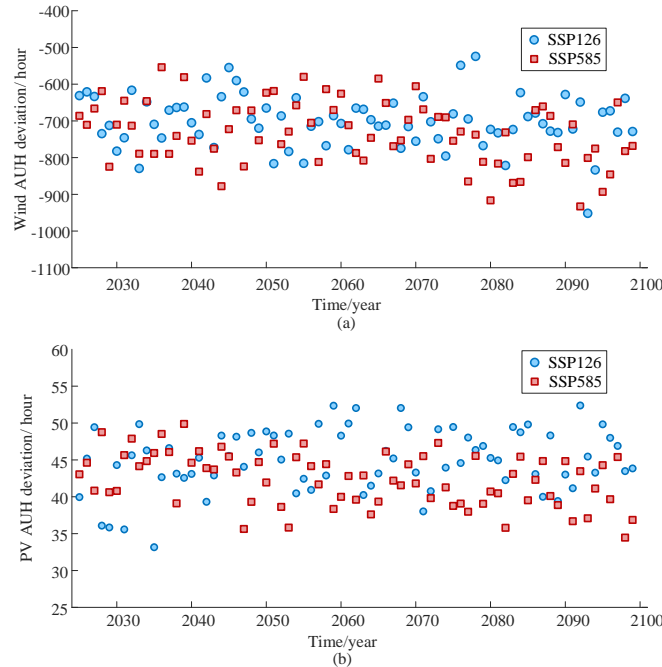 -400
-500
-600
-700
-800
-900
-1000
-1100
Wind AUH deviation/ hour
SSP126
SSP585
2030 2040 2050 2060 2070 2080 2090 2100
Time/year
(a)
60
55
50
45
40
35
30
25
PV AUH deviation/ hour
SSP126
SSP585
2030 2040 2050 2060 2070 2080 2090 2100
Time/year
(b)